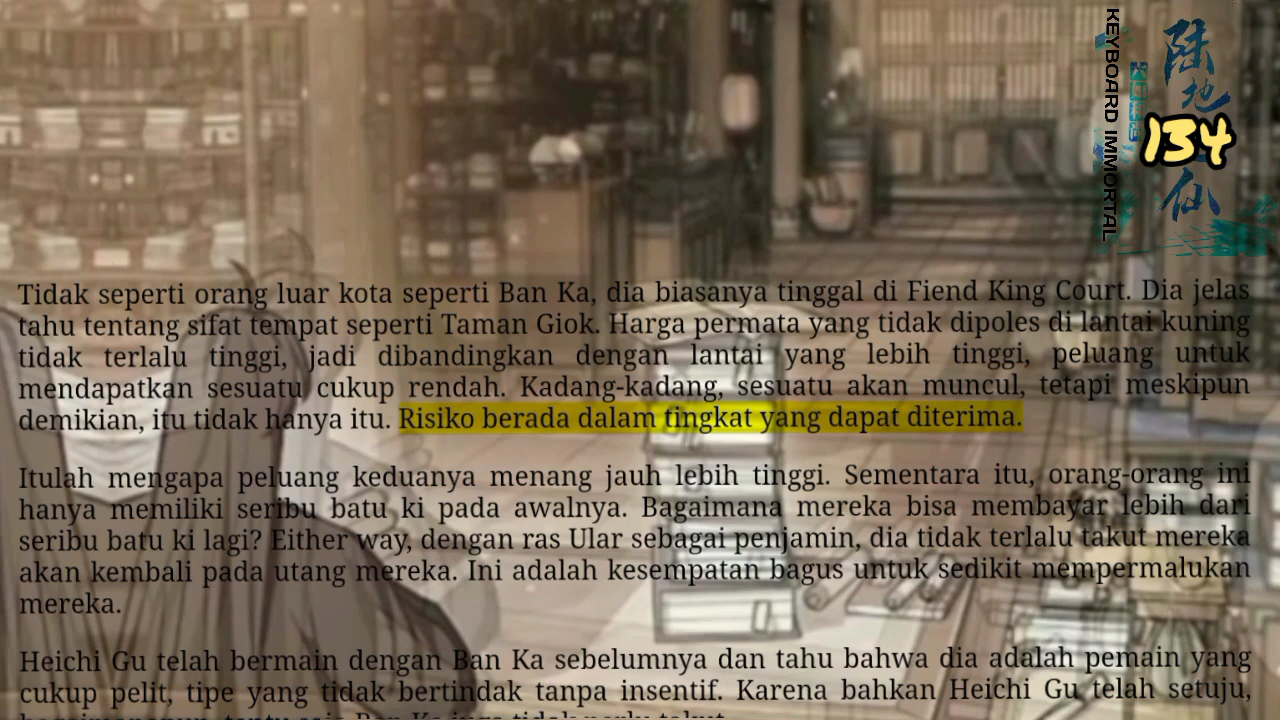 KEYBOARD IMMORTAL
陆地
134
仙
Tidak seperti orang luar kota seperti Ban Ka, dia biasanya tinggal di Fiend King Court. Dia jelas
tahu tentang sifat tempat seperti Taman Giok. Harga permata yang tidak dipoles di lantai kuning
tidak terlalu tinggi, jadi dibandingkan dengan lantai yang lebih tinggi, peluang untuk
mendapatkan sesuatu cukup rendah. Kadang-kadang, sesuatu akan muncul, tetapi meskipun
demikian, itu tidak hanya itu. Risiko berada dalam tingkat yang dapat diterima.
Itulah mengapa peluang keduanya menang jauh lebih tinggi. Sementara itu, orang-orang ini
hanya memiliki seribu batu ki pada awalnya. Bagaimana mereka bisa membayar lebih dari
seribu batu ki lagi? Either way, dengan ras Ular sebagai penjamin, dia tidak terlalu takut mereka
akan kembali pada utang mereka. Ini adalah kesempatan bagus untuk sedikit mempermalukan
mereka.
Heichi Gu telah bermain dengan Ban Ka sebelumnya dan tahu bahwa dia adalah pemain yang
cukup pelit, tipe yang tidak bertindak tanpa insentif. Karena bahkan Heichi Gu telah setuju,